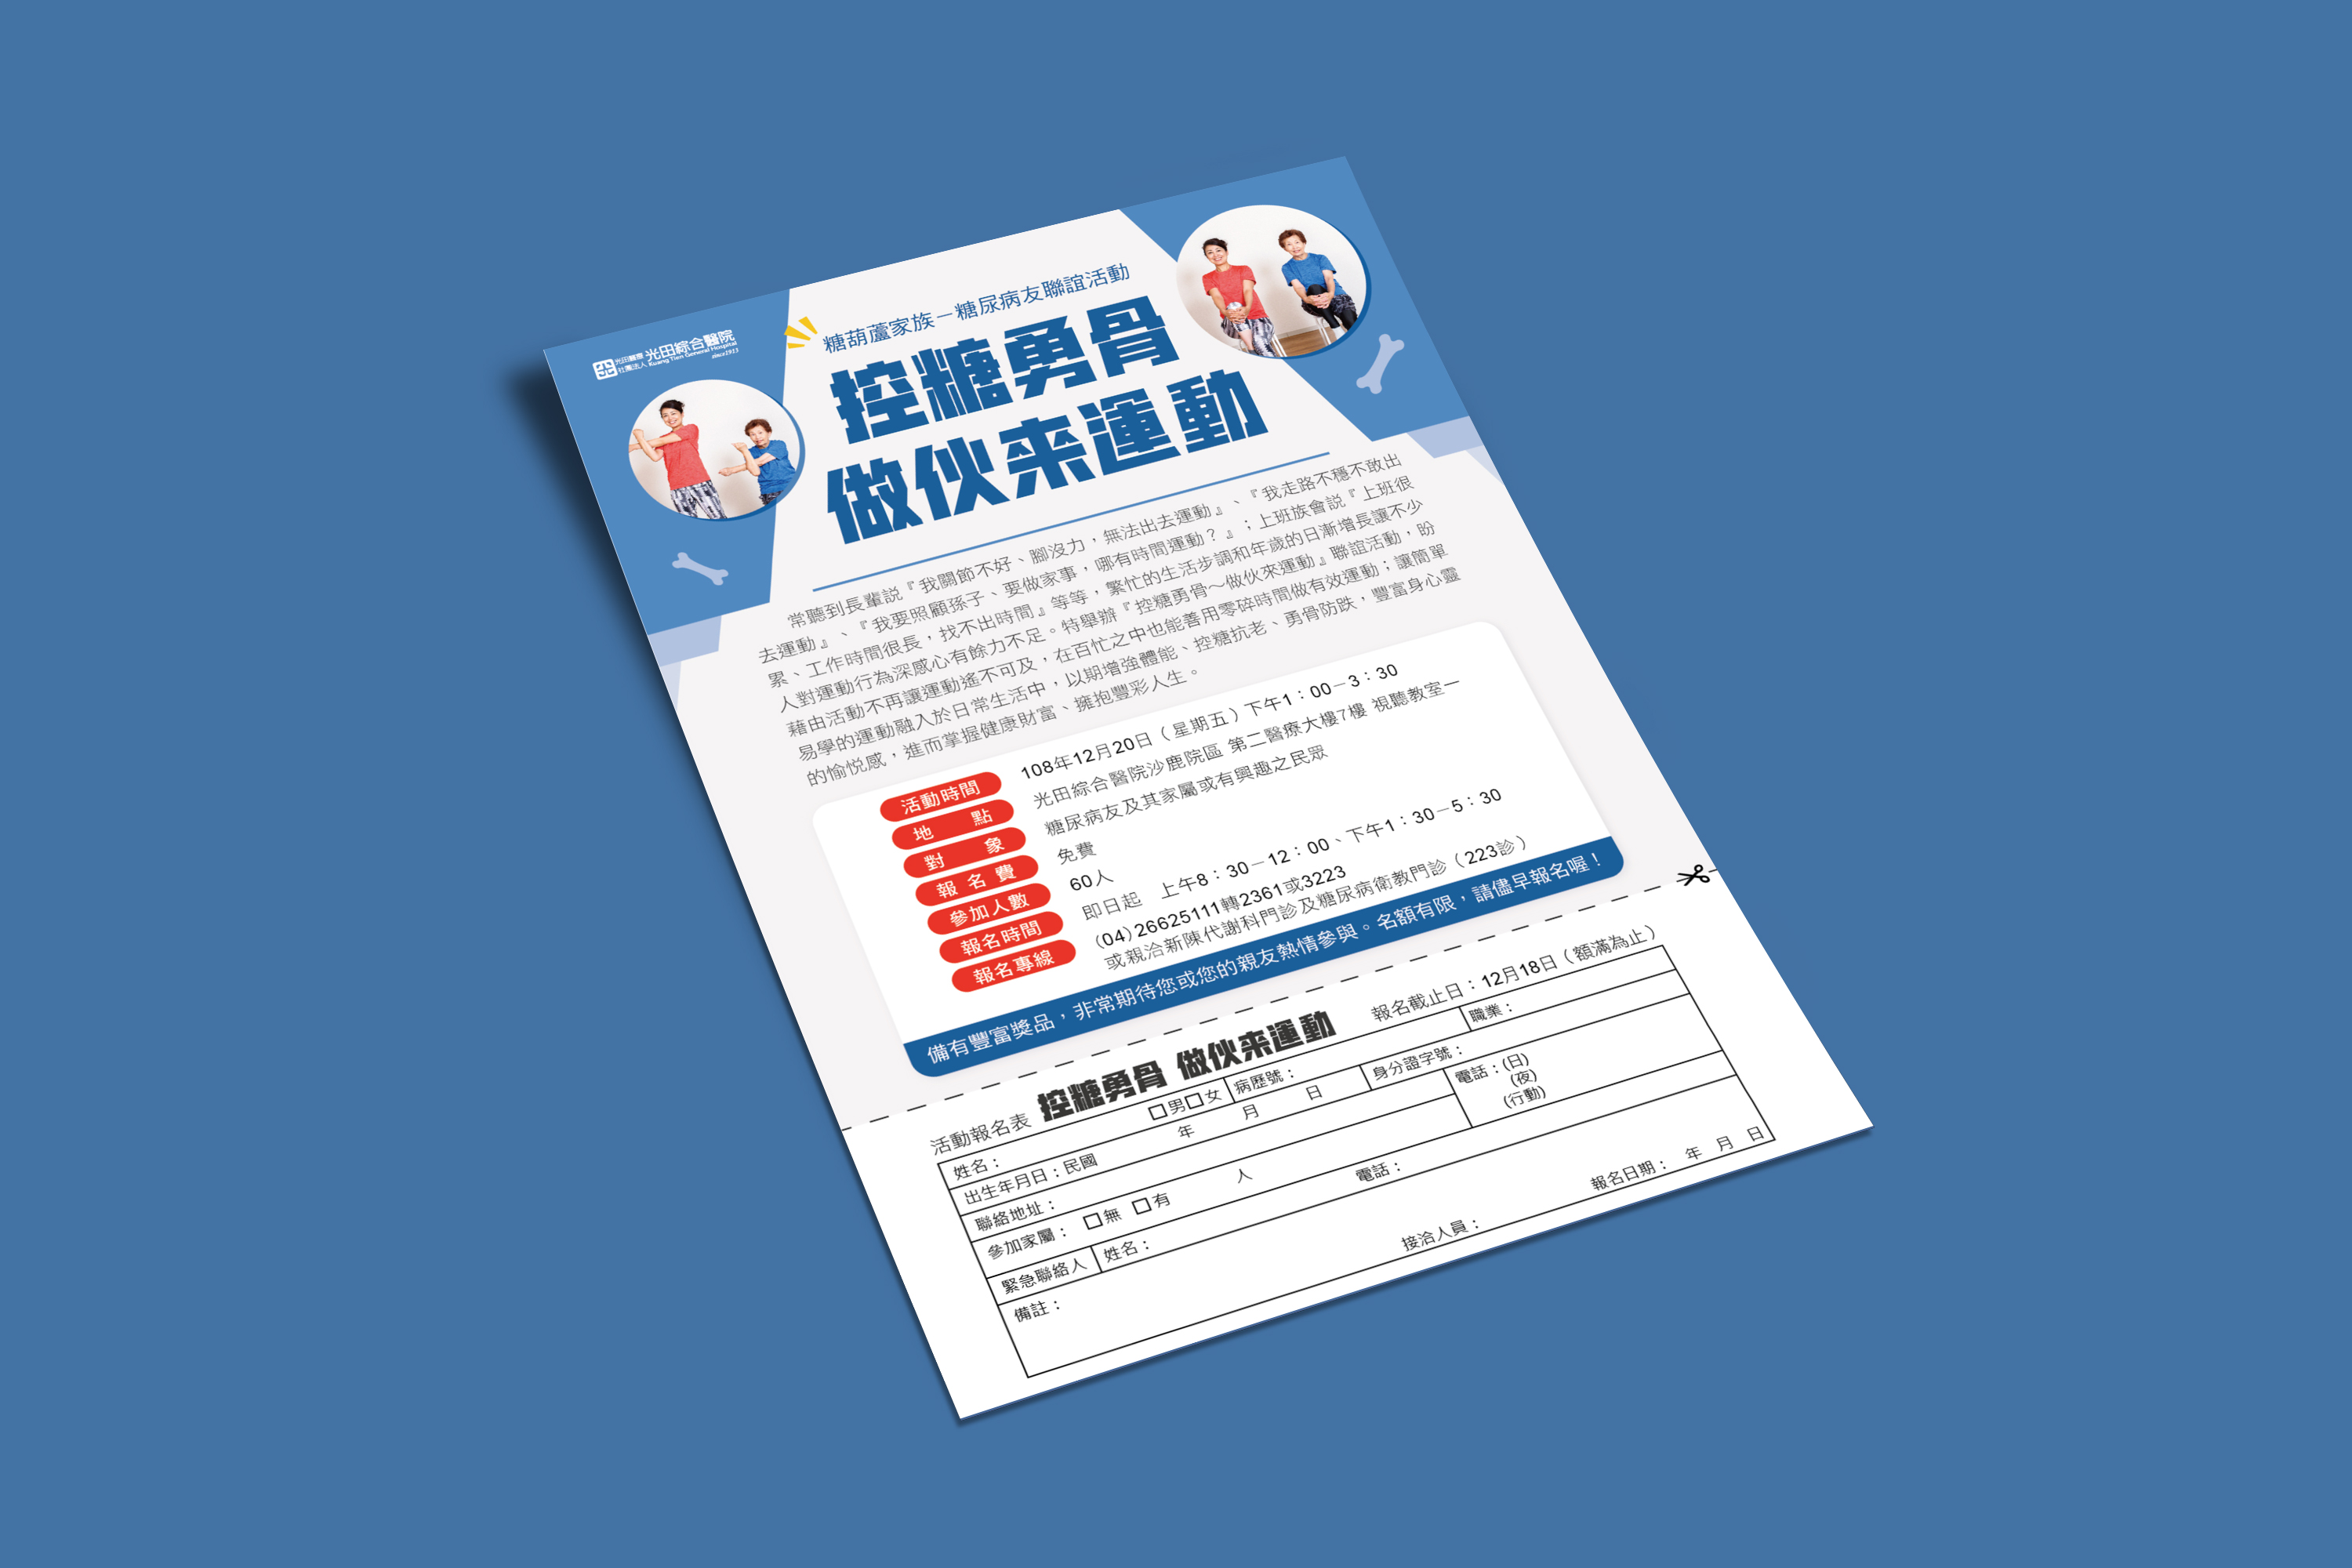 光田醫療社團法人 光田綜合醫院
Kuang Tien General Hospital
since1925
糖葫蘆家族－糖尿病友聯誼活動
控糖勇骨
做伙来運動
常聽到長輩説『我關節不好、腳沒力，無法出去運動』、『我走路不穩不敢出
去運動』、『我要照顧孫子、要做家事，哪有時間運動？』；上班族會説『上班很
累、工作時間很長，找不出時間』等等，繁忙的生活步調和年歲的日漸增長讓不少
人對運動行為深感心有餘力不足。特舉辦『控糖勇骨～做伙來運動』聯誼活動，盼
藉由活動不再讓運動遙不可及，在百忙之中也能善用零碎時間做有效運動；讓簡單
易學的運動融入於日常生活中，以期增強體能、控糖抗老、勇骨防跌，豐富身心靈
的愉悦感，進而掌握健康財富、擁抱豐彩人生。
活動時間 108年12月20日（星期五）下午1：00－3：30
地點 光田綜合醫院沙鹿院區 第二醫療大樓7樓 視聽教室一
對象 糖尿病友及其家屬或有興趣之民眾
報名費 免費
參加人數 60人
報名時間 即日起 上午8：30－12：00、下午1：30－5：30
報名專線 (04)26625111轉2361或3223
或親洽新陳代謝科門診及糖尿病衛教門診（223診）
備有豐富獎品，非常期待您或您的親友熱情參與。名額有限，請儘早報名喔！
活動報名表 控糖勇骨 做伙来運動 報名截止日：12月18日（額滿為止）
姓名： □男□女 病歷號： 職業：
出生年月日：民國 年 月 日 身分證字號：
聯絡地址： 電話：(日)
(夜)
(行動)
參加家屬： □無 □有 人
緊急聯絡人 姓名： 電話：
備註：
接洽人員： 報名日期： 年 月 日